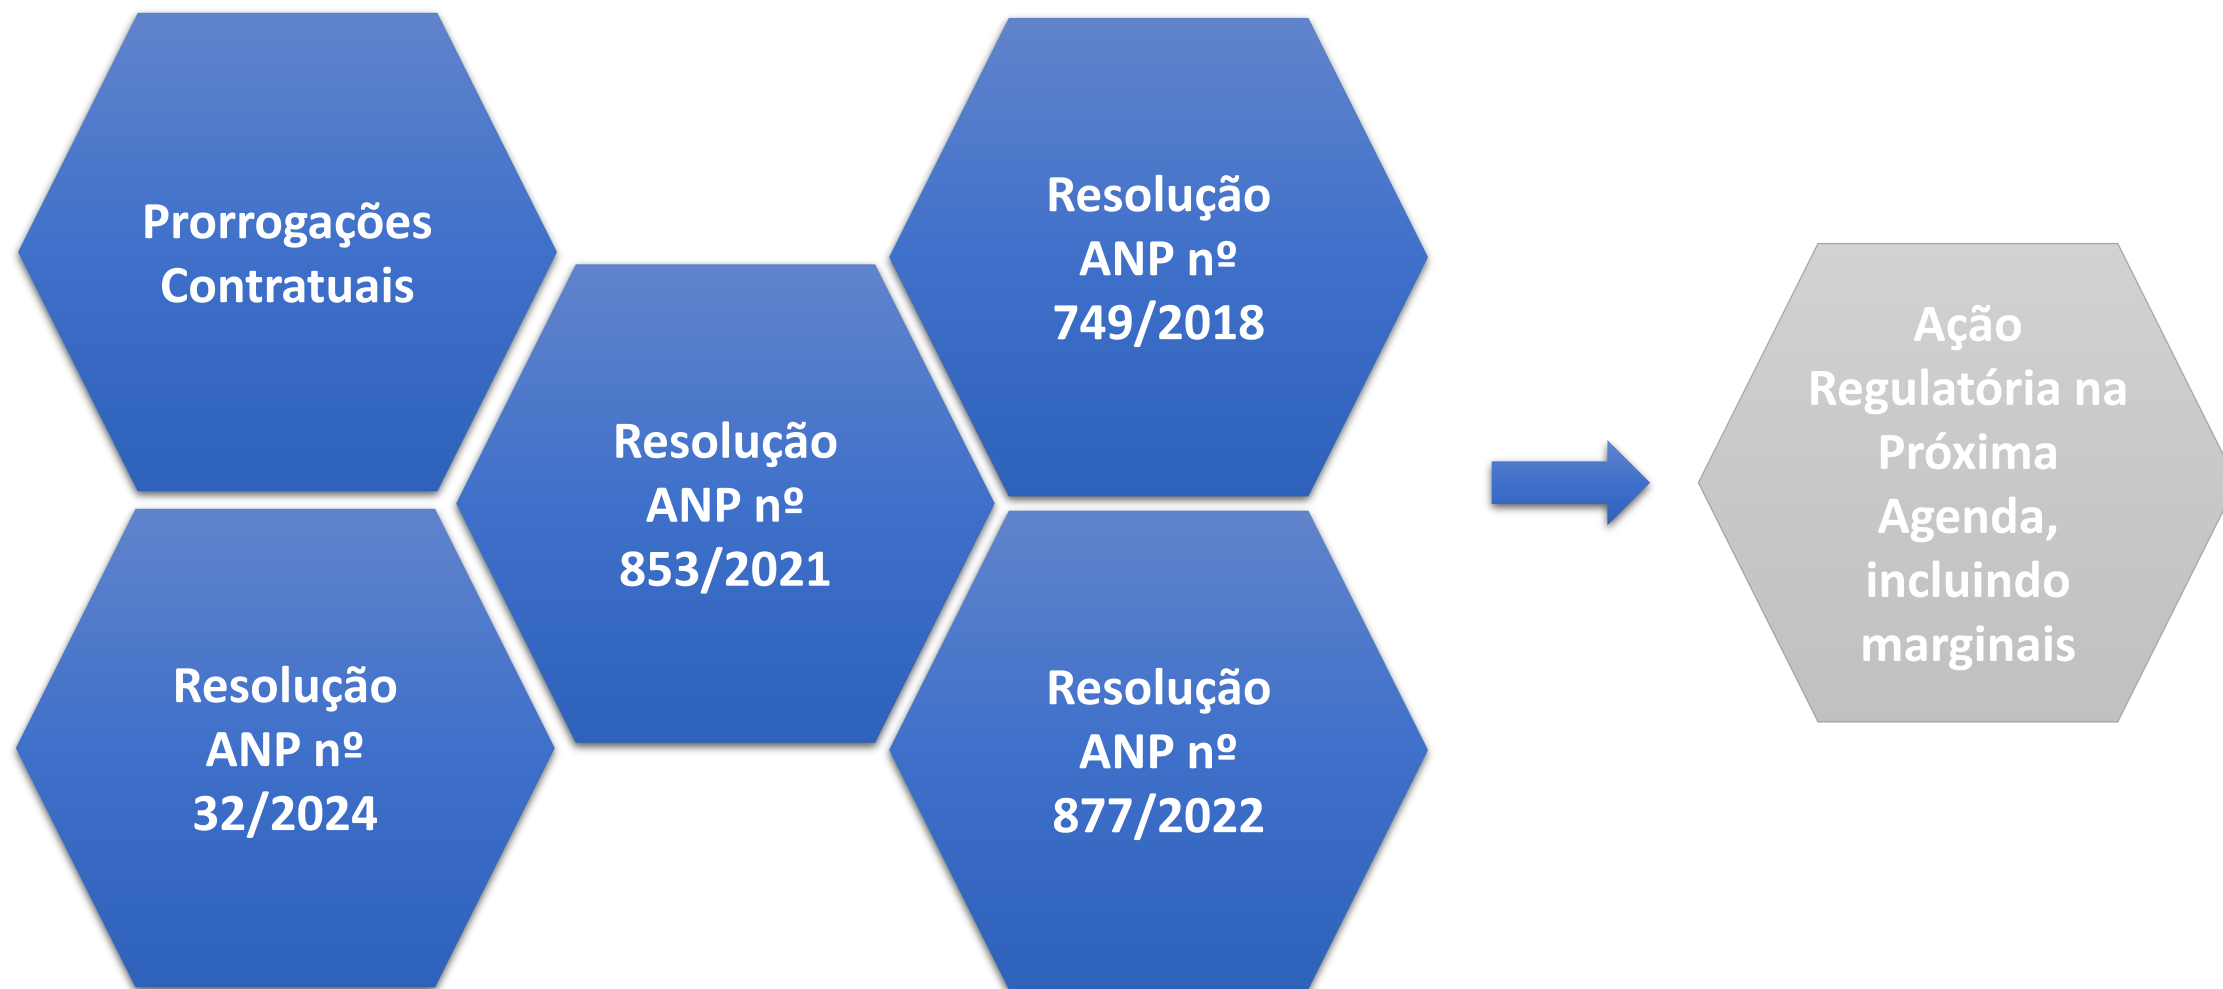 Prorrogações
Contratuais
Resolução
ANP nº
749/2018
Resolução
ANP nº
853/2021
Resolução
ANP nº
32/2024
Resolução
ANP nº
877/2022
Ação
Regulatória na
Próxima
Agenda,
incluindo
marginais